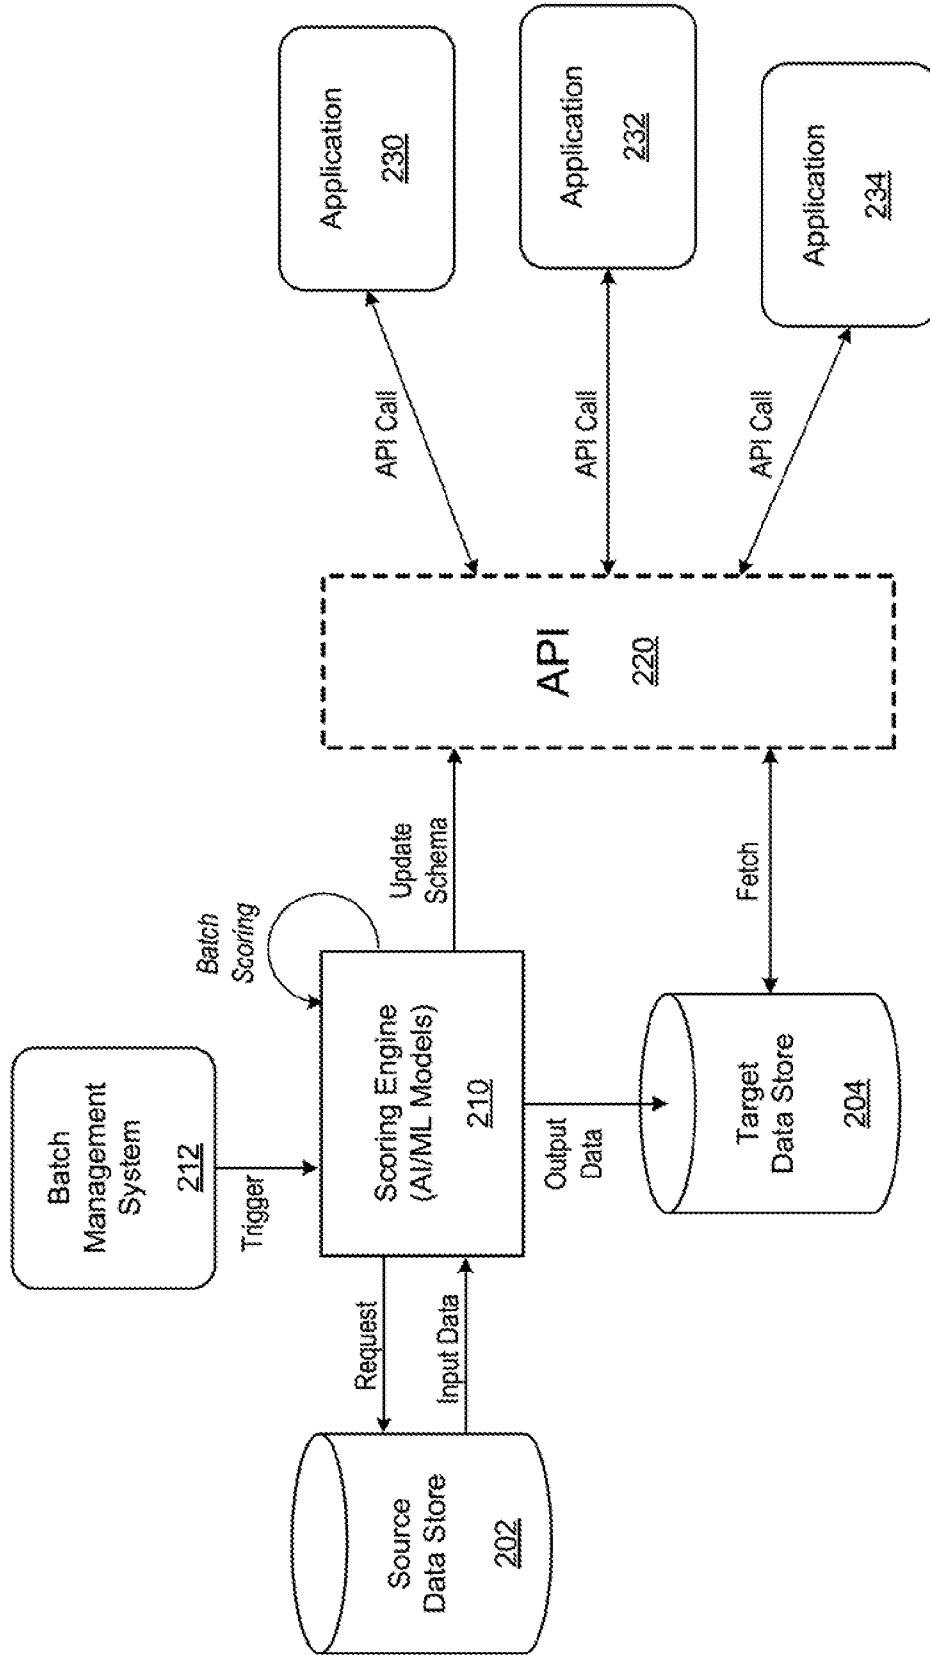 Batch
Management
System
212
Trigger
Batch
Scoring
Source
Data Store
202
Request
Input Data
Scoring Engine
(AI/ML Models)
210
Update
Schema
Output
Data
Target
Data Store
204
Fetch
API
220
API Call
API Call
API Call
Application
230
Application
232
Application
234